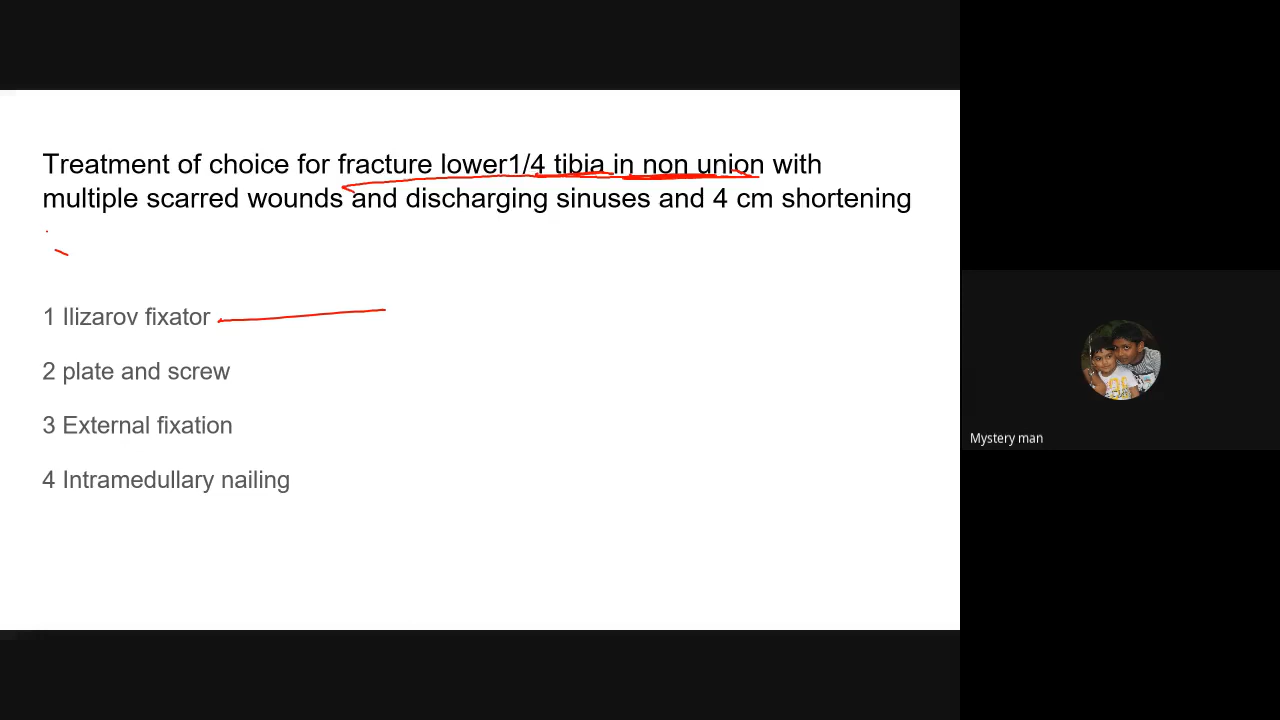 Treatment of choice for fracture lower1/4 tibia in non union with
multiple scarred wounds and discharging sinuses and 4 cm shortening
1 Ilizarov fixator
2 plate and screw
3 External fixation
4 Intramedullary nailing
Mystery man